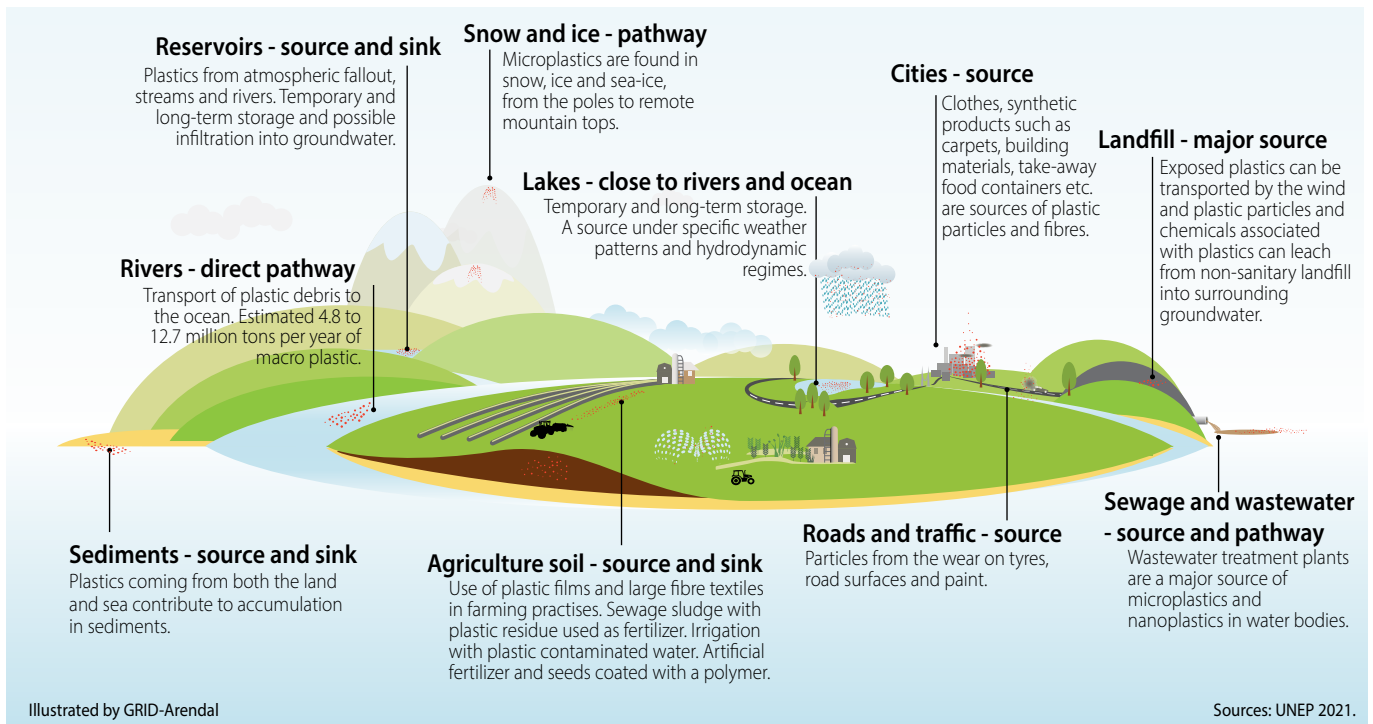 Reservoirs - source and sink
Plastics from atmospheric fallout,
streams and rivers. Temporary and
long-term storage and possible
infiltration into groundwater.
Snow and ice - pathway
Microplastics are found in
snow, ice and sea-ice,
from the poles to remote
mountain tops.
Cities - source
Clothes, synthetic
products such as
carpets, building
materials, take-away
food containers etc.
are sources of plastic
particles and fibres.
Landfill - major source
Exposed plastics can be
transported by the wind
and plastic particles and
chemicals associated
with plastics can leach
from non-sanitary landfill
into surrounding
groundwater.
Lakes - close to rivers and ocean
Temporary and long-term storage.
A source under specific weather
patterns and hydrodynamic
regimes.
Rivers - direct pathway
Transport of plastic debris to
the ocean. Estimated 4.8 to
12.7 million tons per year of
macro plastic.
Sediments - source and sink
Plastics coming from both the land
and sea contribute to accumulation
in sediments.
Agriculture soil - source and sink
Use of plastic films and large fibre textiles
in farming practises. Sewage sludge with
plastic residue used as fertilizer. Irrigation
with plastic contaminated water. Artificial
fertilizer and seeds coated with a polymer.
Roads and traffic - source
Particles from the wear on tyres,
road surfaces and paint.
Sewage and wastewater
- source and pathway
Wastewater treatment plants
are a major source of
microplastics and
nanoplastics in water bodies.
Illustrated by GRID-Arendal
Sources: UNEP 2021.